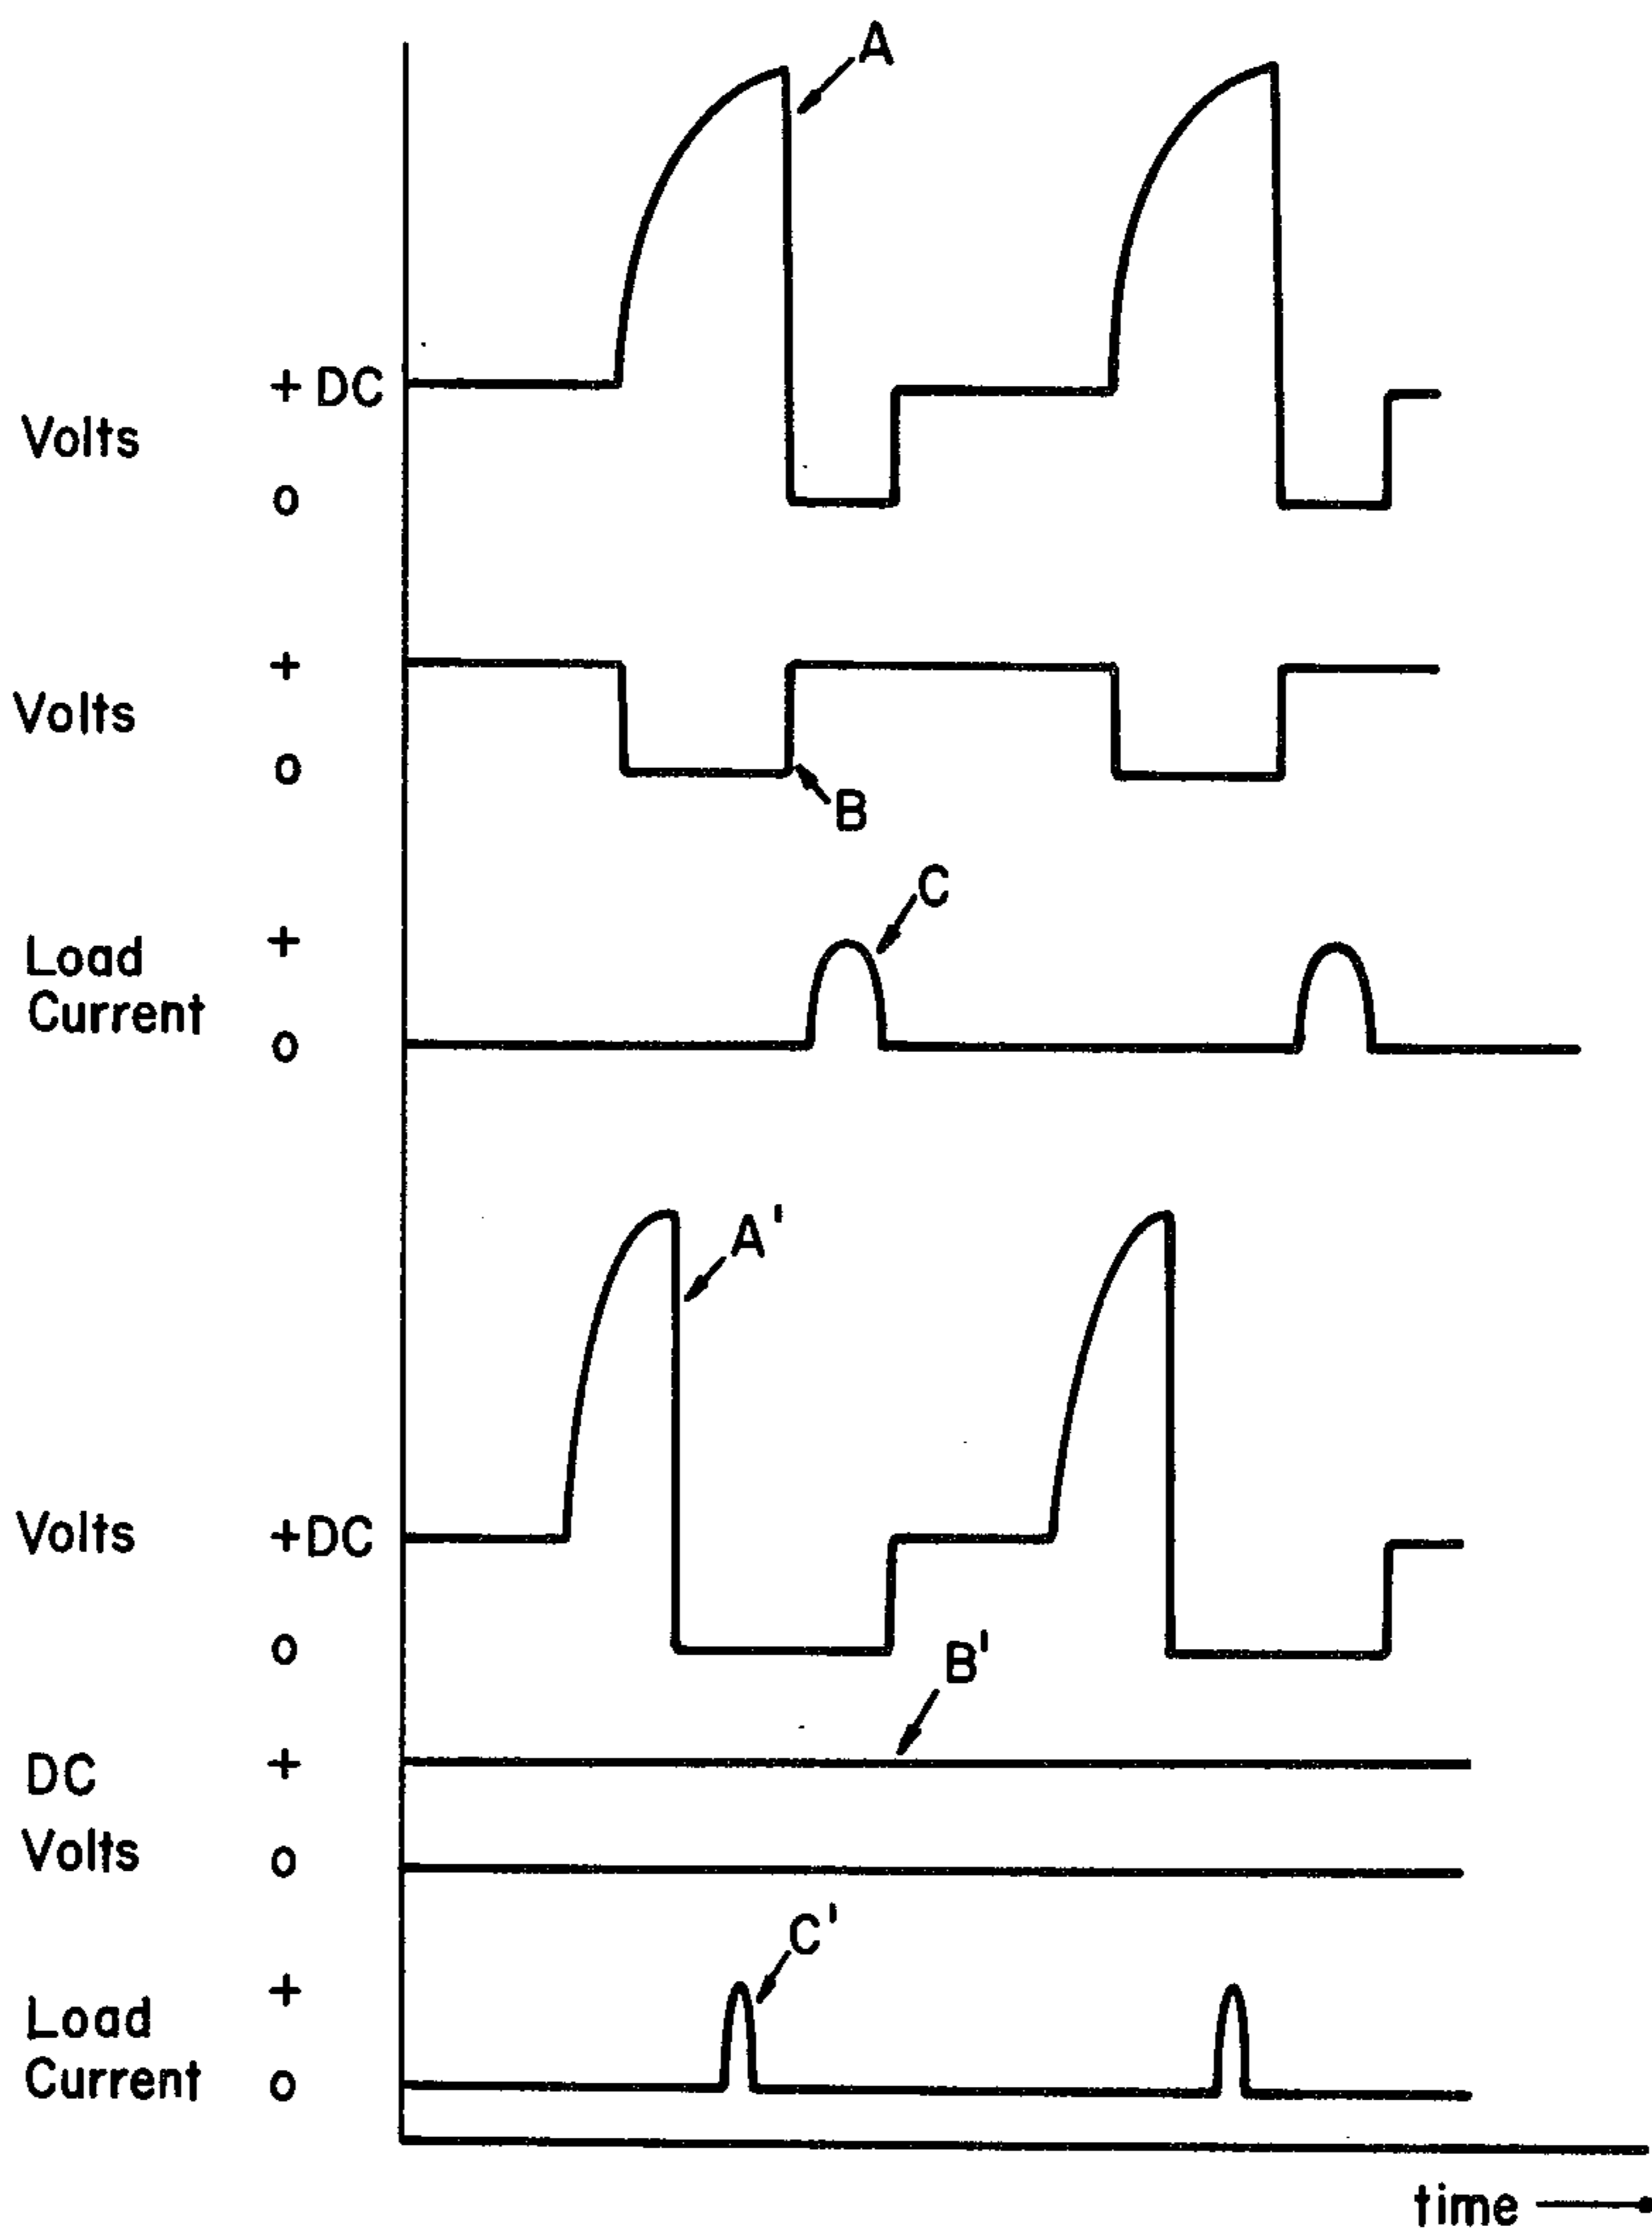 A
+ DC
Volts
o
+
Volts
o
B
C
+
Load
Current
o
A'
Volts +DC
o
B'
DC +
Volts o
C'
+
Load
Current o
time